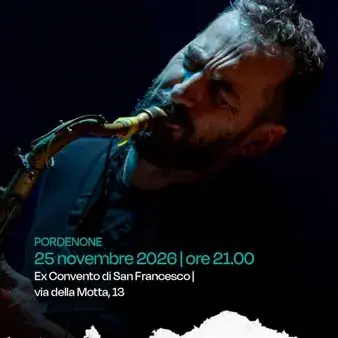 PORDENONE
25 novembre 2026 | ore 21.00
Ex Convento di San Francesco |
via della Motta, 13